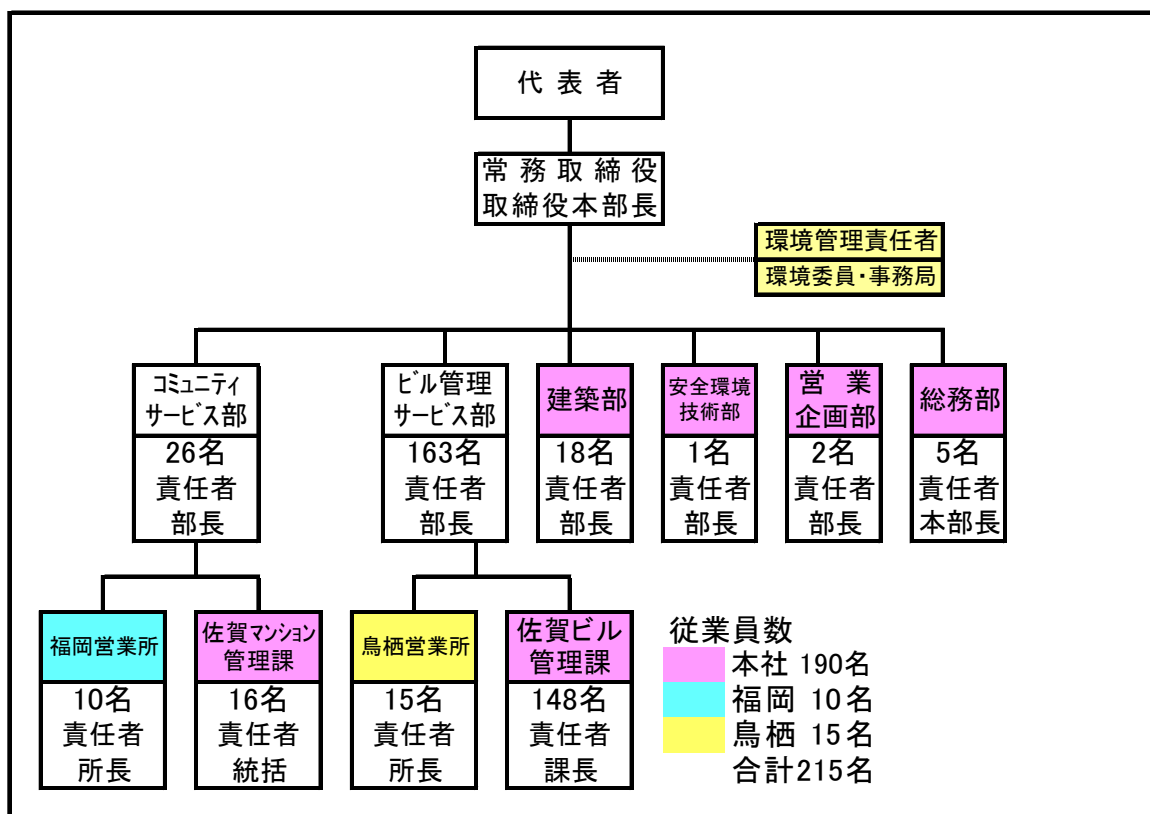 代表者
常務取締役
取締役本部長
環境管理責任者
環境委員・事務局
コミュニティ
サービス部
26名
責任者
部長
ビル管理
サービス部
163名
責任者
部長
建築部
18名
責任者
部長
安全環境
技術部
1名
責任者
部長
営業
企画部
2名
責任者
部長
総務部
5名
責任者
本部長
福岡営業所
10名
責任者
所長
佐賀マンション
管理課
16名
責任者
統括
鳥栖営業所
15名
責任者
所長
佐賀ビル
管理課
148名
責任者
課長
従業員数
本社 190名
福岡 10名
鳥栖 15名
合計215名